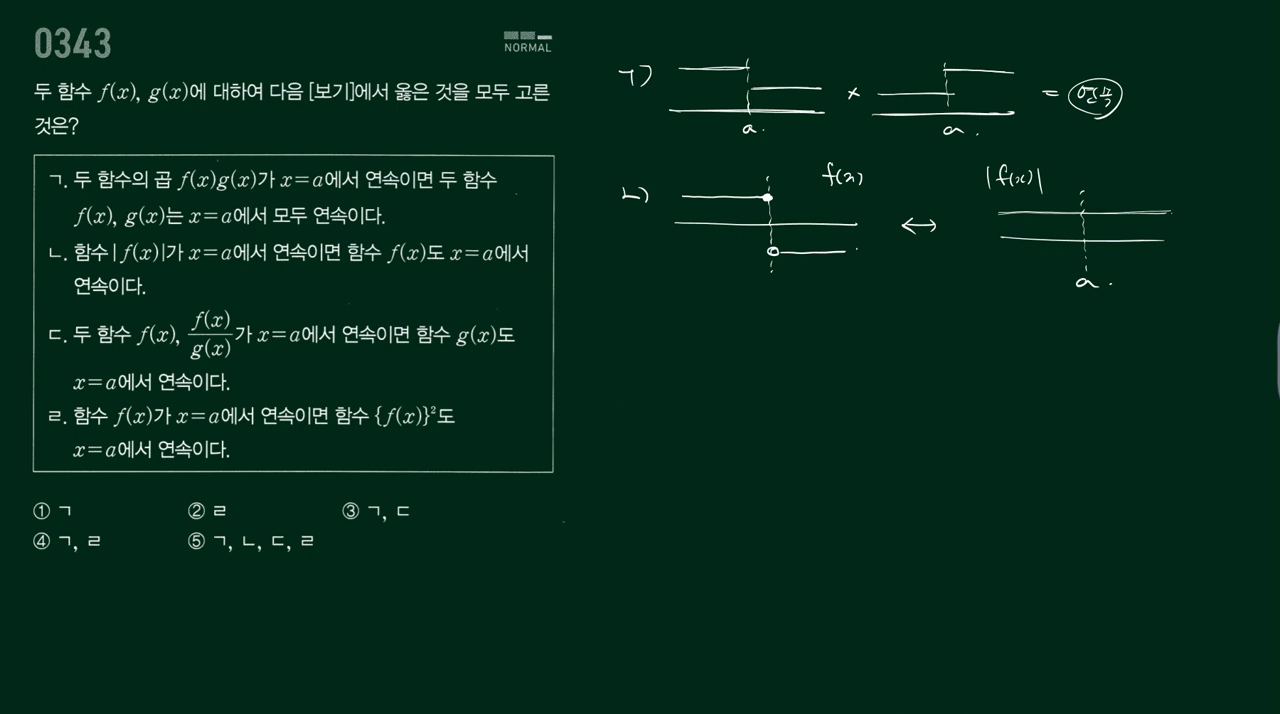 0343
NORMAL
두 함수 f(x), g(x)에 대하여 다음 [보기]에서 옳은 것을 모두 고른
것은?
ㄱ. 두 함수의 곱 f(x)g(x)가 x=a에서 연속이면 두 함수
f(x), g(x)는 x=a에서 모두 연속이다.
ㄴ. 함수 |f(x)|가 x=a에서 연속이면 함수 f(x)도 x=a에서
연속이다.
ㄷ. 두 함수 f(x), f(x)/g(x)가 x=a에서 연속이면 함수 g(x)도
x=a에서 연속이다.
ㄹ. 함수 f(x)가 x=a에서 연속이면 함수 {f(x)}²도
x=a에서 연속이다.
① ㄱ ② ㄹ ③ ㄱ, ㄷ
④ ㄱ, ㄹ ⑤ ㄱ, ㄴ, ㄷ, ㄹ
ㄱ) × = 연속
a. a.
ㄴ) f(x) ↔ |f(x)|
a.